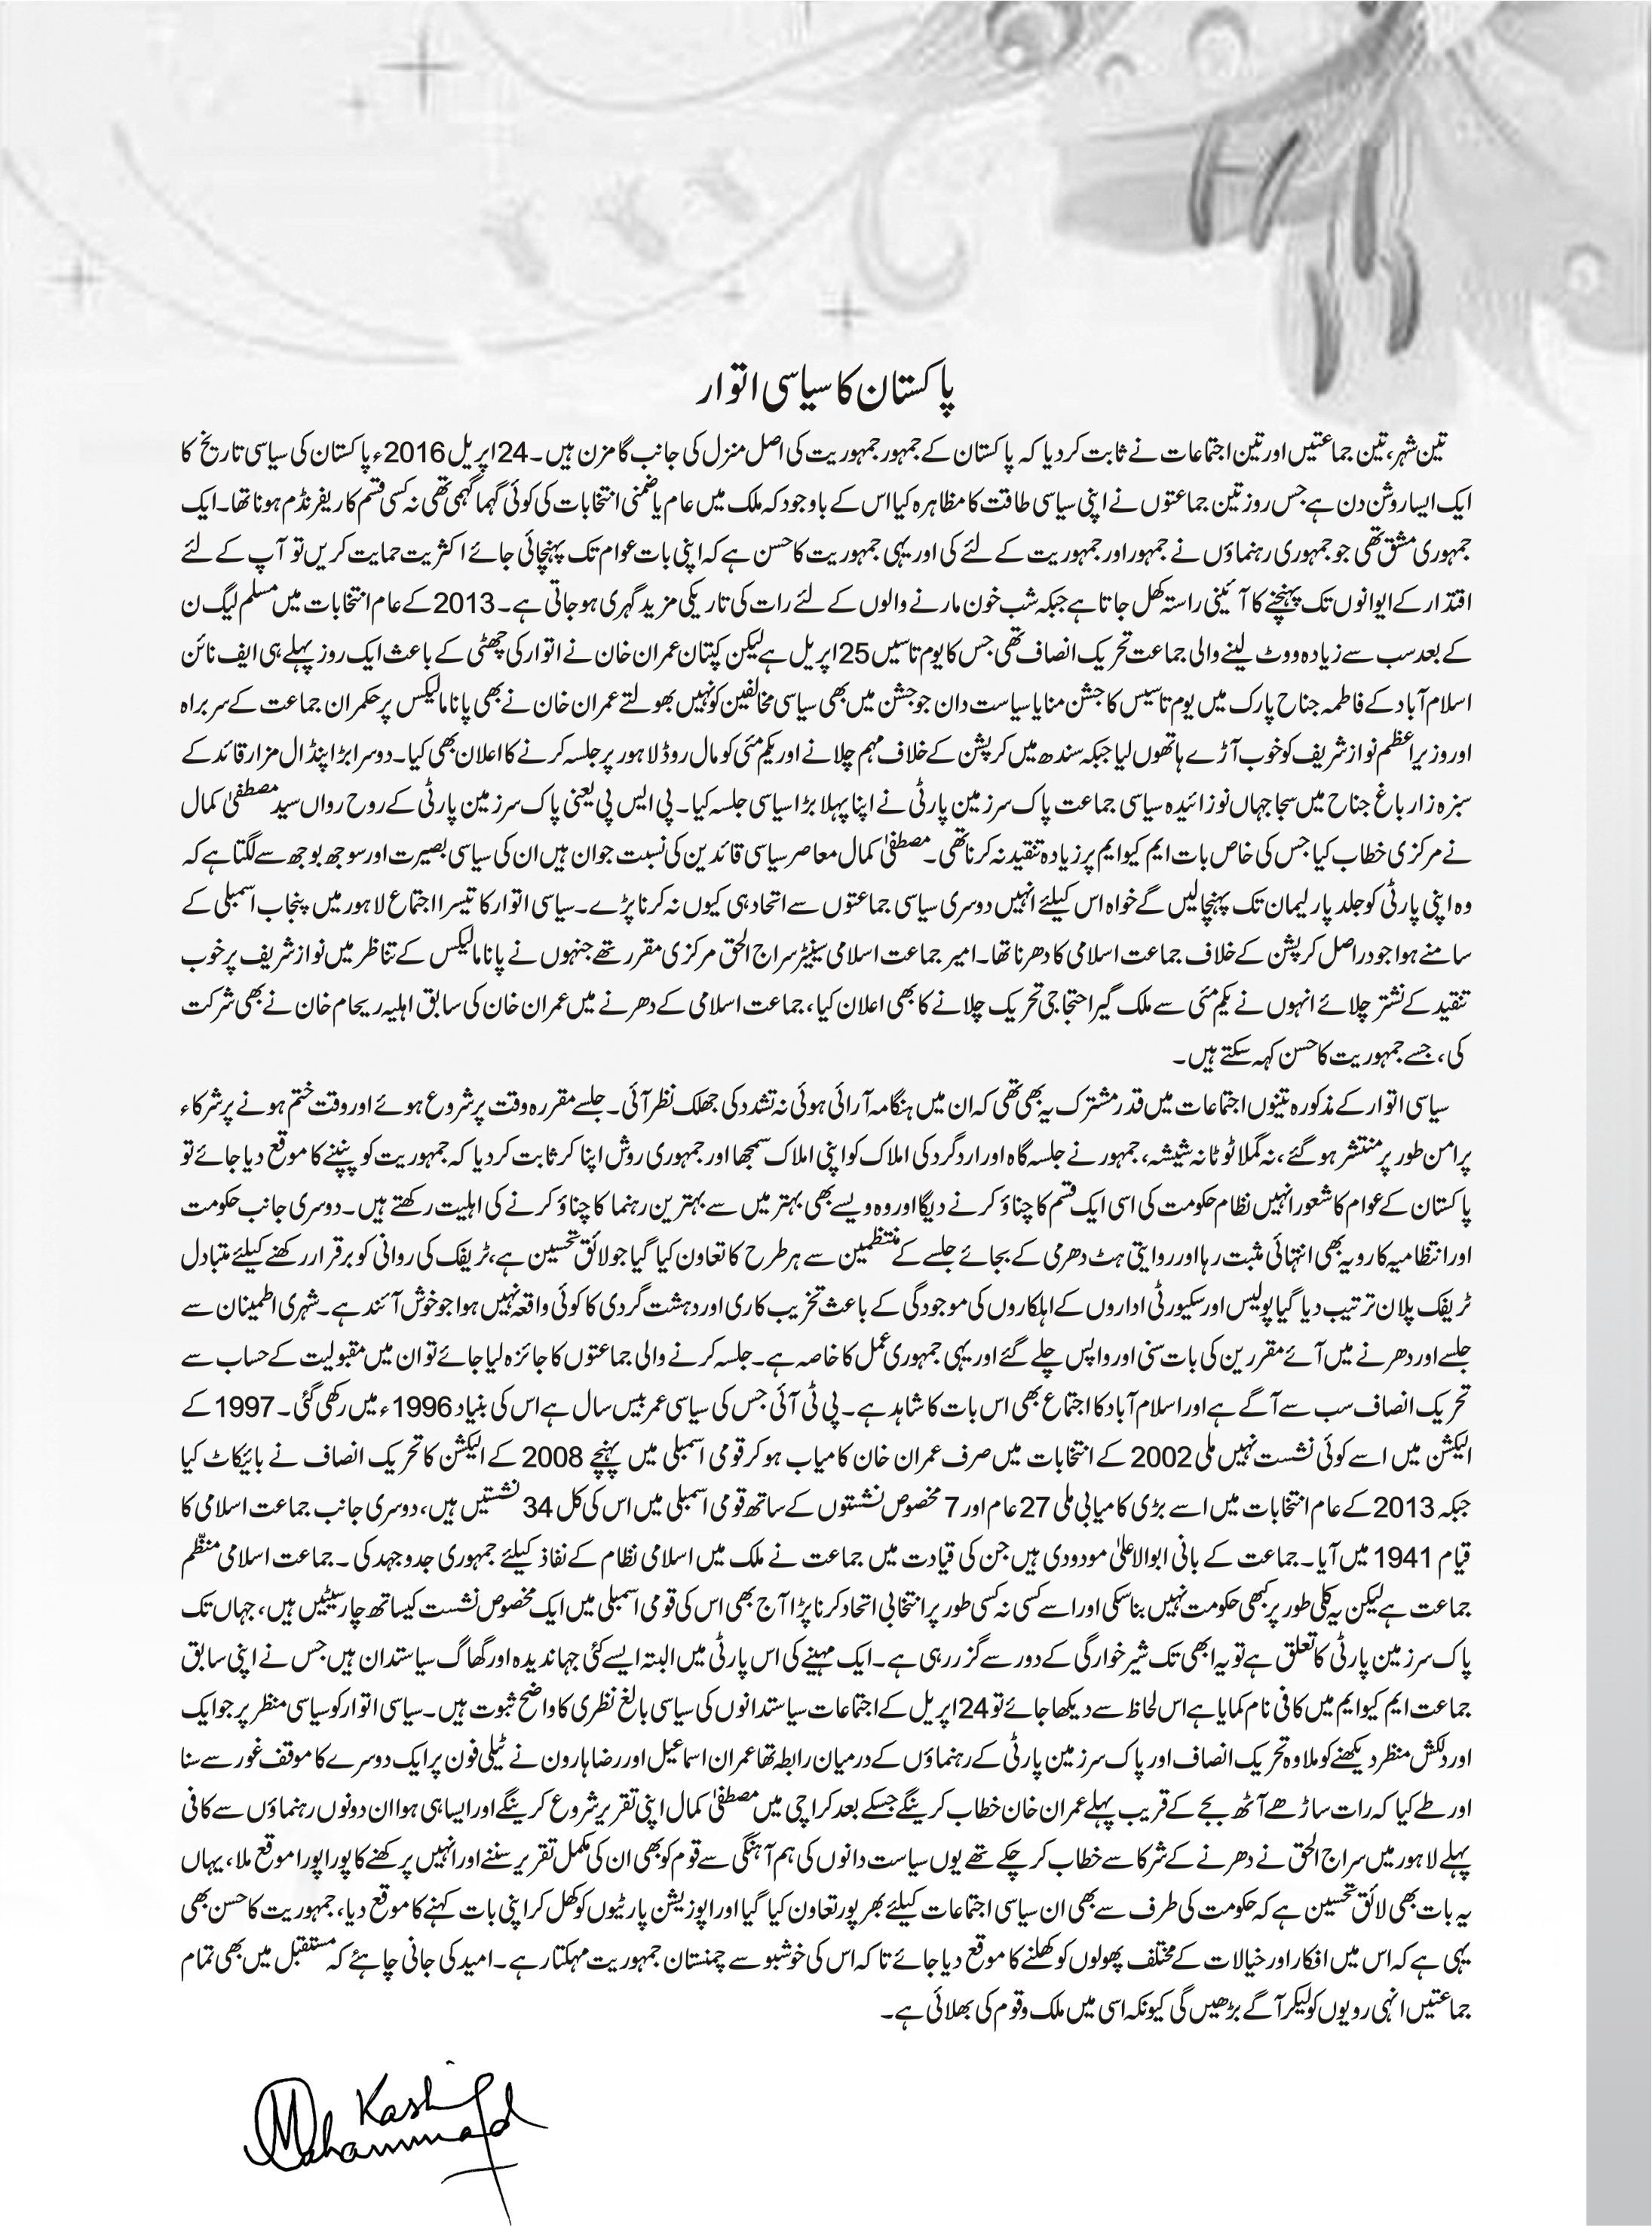 پاکستان کا سیاسی اتوار
تین شہر، تین جماعتیں اور تین اجتماعات نے ثابت کر دیا کہ پاکستان کے جمہور جمہوریت کی اصل منزل کی جانب گامزن ہیں۔ 24 اپریل 2016ء پاکستان کی سیاسی تاریخ کا
ایک ایسا روشن دن ہے جس روز تین جماعتوں نے اپنی سیاسی طاقت کا مظاہرہ کیا اس کے باوجود کہ ملک میں عام یا ضمنی انتخابات کی کوئی گہما گہمی تھی نہ کسی قسم کا ریفرنڈم ہونا تھا۔ ایک
جمہوری مشق تھی جو جمہوری رہنماؤں نے جمہور اور جمہوریت کے لئے کی اور یہی جمہوریت کا حسن ہے کہ اپنی بات عوام تک پہنچائی جائے اکثریت حمایت کریں تو آپ کے لئے
اقتدار کے ایوانوں تک پہنچنے کا آئینی راستہ کھل جاتا ہے جبکہ شب خون مارنے والوں کے لئے رات کی تاریکی مزید گہری ہو جاتی ہے۔ 2013 کے عام انتخابات میں مسلم لیگ ن
کے بعد سب سے زیادہ ووٹ لینے والی جماعت تحریک انصاف تھی جس کا یوم تاسیں 25 اپریل ہے لیکن کپتان عمران خان نے اتوار کی چھٹی کے باعث ایک روز پہلے ہی ایف نائن
اسلام آباد کے فاطمہ جناح پارک میں یوم تاسیس کا جشن منایا سیاست دان جو جشن میں بھی سیاسی مخالفین کو نہیں بھولتے عمران خان نے بھی پاناما لیکس پر حکمران جماعت کے سربراہ
اور وزیر اعظم نواز شریف کو خوب آڑے ہاتھوں لیا جبکہ سندھ میں کرپشن کے خلاف مہم چلانے اور یکم مئی کو مال روڈ لاہور پر جلسہ کرنے کا اعلان بھی کیا۔ دوسرا بڑا پنڈال مزار قائد کے
سبزہ زار باغ جناح میں سجا جہاں نوزائیدہ سیاسی جماعت پاک سرزمین پارٹی نے اپنا پہلا بڑا سیاسی جلسہ کیا۔ پی ایس پی یعنی پاک سرزمین پارٹی کے روح رواں سید مصطفیٰ کمال
نے مرکزی خطاب کیا جس کی خاص بات ایم کیو ایم پر زیادہ تنقید نہ کرنا تھی۔ مصطفیٰ کمال معاصر سیاسی قائدین کی نسبت جوان ہیں ان کی سیاسی بصیرت اور سوجھ بوجھ سے لگتا ہے کہ
وہ اپنی پارٹی کو جلد پارلیمان تک پہنچا لیں گے خواہ اس کیلئے انہیں دوسری سیاسی جماعتوں سے اتحاد ہی کیوں نہ کرنا پڑے۔ سیاسی اتوار کا تیسرا اجتماع لاہور میں پنجاب اسمبلی کے
سامنے ہوا جو دراصل کرپشن کے خلاف جماعت اسلامی کا دھرنا تھا۔ امیر جماعت اسلامی سینیٹر سراج الحق مرکزی مقرر تھے جنہوں نے پاناما لیکس کے تناظر میں نواز شریف پر خوب
تنقید کے نشتر چلائے انہوں نے یکم مئی سے ملک گیر احتجاجی تحریک چلانے کا بھی اعلان کیا، جماعت اسلامی کے دھرنے میں عمران خان کی سابق اہلیہ ریحام خان نے بھی شرکت
کی، جسے جمہوریت کا حسن کہہ سکتے ہیں۔
سیاسی اتوار کے مذکورہ تینوں اجتماعات میں قدر مشترک یہ بھی تھی کہ ان میں ہنگامہ آرائی ہوئی نہ تشدد کی جھلک نظر آئی۔ جلسے مقررہ وقت پر شروع ہوئے اور وقت ختم ہونے پر شرکاء
پرامن طور پر منتشر ہو گئے، نہ گملا ٹوٹا نہ شیشہ، جمہور نے جلسہ گاہ اور اردگرد کی املاک کو اپنی املاک سمجھا اور جمہوری روش اپنا کر ثابت کر دیا کہ جمہوریت کو پنپنے کا موقع دیا جائے تو
پاکستان کے عوام کا شعور انہیں نظام حکومت کی اسی ایک قسم کا چناؤ کرنے دیگا اور وہ ویسے بھی بہتر میں سے بہترین رہنما کا چناؤ کرنے کی اہلیت رکھتے ہیں۔ دوسری جانب حکومت
اور انتظامیہ کا رویہ بھی انتہائی مثبت رہا اور روایتی ہٹ دھرمی کے بجائے جلسے کے منتظمین سے ہر طرح کا تعاون کیا گیا جو لائق تحسین ہے، ٹریفک کی روانی کو برقرار رکھنے کیلئے متبادل
ٹریفک پلان ترتیب دیا گیا پولیس اور سکیورٹی اداروں کے اہلکاروں کی موجودگی کے باعث تخریب کاری اور دہشت گردی کا کوئی واقعہ نہیں ہوا جو خوش آئند ہے۔ شہری اطمینان سے
جلسے اور دھرنے میں آئے مقررین کی بات سنی اور واپس چلے گئے اور یہی جمہوری عمل کا خاصہ ہے۔ جلسہ کرنے والی جماعتوں کا جائزہ لیا جائے تو ان میں مقبولیت کے حساب سے
تحریک انصاف سب سے آگے ہے اور اسلام آباد کا اجتماع بھی اس بات کا شاہد ہے۔ پی ٹی آئی جس کی سیاسی عمر بیس سال ہے اس کی بنیاد 1996ء میں رکھی گئی۔ 1997 کے
الیکشن میں اسے کوئی نشست نہیں ملی 2002 کے انتخابات میں صرف عمران خان کامیاب ہو کر قومی اسمبلی میں پہنچے 2008 کے الیکشن کا تحریک انصاف نے بائیکاٹ کیا
جبکہ 2013 کے عام انتخابات میں اسے بڑی کامیابی ملی 27 عام اور 7 مخصوص نشستوں کے ساتھ قومی اسمبلی میں اس کی کل 34 نشستیں ہیں، دوسری جانب جماعت اسلامی کا
قیام 1941 میں آیا۔ جماعت کے بانی ابوالاعلیٰ مودودی ہیں جن کی قیادت میں جماعت نے ملک میں اسلامی نظام کے نفاذ کیلئے جمہوری جدوجہد کی۔ جماعت اسلامی منظّم
جماعت ہے لیکن یہ کلی طور پر کبھی حکومت نہیں بنا سکی اور اسے کسی نہ کسی طور پر انتخابی اتحاد کرنا پڑا آج بھی اس کی قومی اسمبلی میں ایک مخصوص نشست کیساتھ چار سیٹیں ہیں، جہاں تک
پاک سرزمین پارٹی کا تعلق ہے تو یہ ابھی تک شیر خوارگی کے دور سے گزر رہی ہے۔ ایک مہینے کی اس پارٹی میں البتہ ایسے کئی جہاندیدہ اور گھاگ سیاستدان ہیں جس نے اپنی سابق
جماعت ایم کیو ایم میں کافی نام کمایا ہے اس لحاظ سے دیکھا جائے تو 24 اپریل کے اجتماعات سیاستدانوں کی سیاسی بالغ نظری کا واضح ثبوت ہیں۔ سیاسی اتوار کو سیاسی منظر پر جو ایک
اور دلکش منظر دیکھنے کو ملا وہ تحریک انصاف اور پاک سرزمین پارٹی کے رہنماؤں کے درمیان رابطہ تھا عمران اسماعیل اور رضا ہارون نے ٹیلی فون پر ایک دوسرے کا موقف غور سے سنا
اور طے کیا کہ رات ساڑھے آٹھ بجے کے قریب پہلے عمران خان خطاب کرینگے جسکے بعد کراچی میں مصطفیٰ کمال اپنی تقریر شروع کرینگے اور ایسا ہی ہوا ان دونوں رہنماؤں سے کافی
پہلے لاہور میں سراج الحق نے دھرنے کے شرکا سے خطاب کر چکے تھے یوں سیاست دانوں کی ہم آہنگی سے قوم کو بھی ان کی مکمل تقریر سننے اور انہیں پرکھنے کا پورا پورا موقع ملا، یہاں
یہ بات بھی لائق تحسین ہے کہ حکومت کی طرف سے بھی ان سیاسی اجتماعات کیلئے بھرپور تعاون کیا گیا اور اپوزیشن پارٹیوں کو کھل کر اپنی بات کہنے کا موقع دیا، جمہوریت کا حسن بھی
یہی ہے کہ اس میں افکار اور خیالات کے مختلف پھولوں کو کھلنے کا موقع دیا جائے تاکہ اس کی خوشبو سے چمنستان جمہوریت مہکتا رہے۔ امید کی جانی چاہئے کہ مستقبل میں بھی تمام
جماعتیں انہی رویوں کو لیکر آگے بڑھیں گی کیونکہ اسی میں ملک و قوم کی بھلائی ہے۔
Kashif
Mohammad